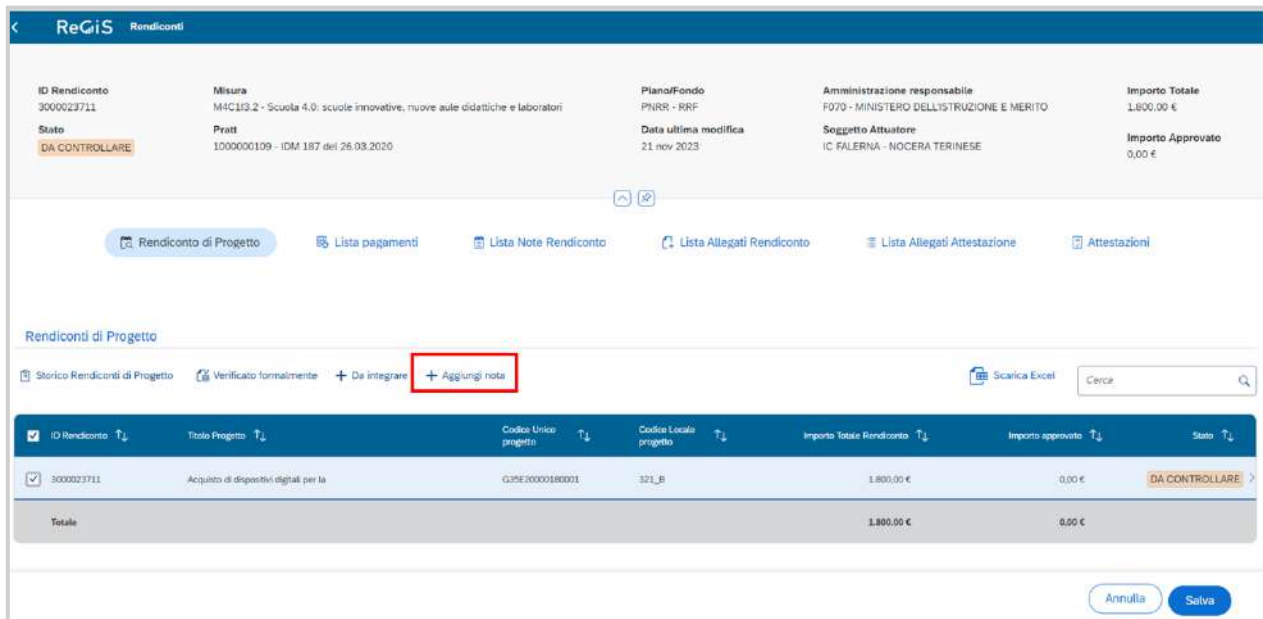 ReGiS Rendiconti
ID Rendiconto
3000023711
Stato
DA CONTROLLARE
Misura
M4C1I3.2 - Scuola 4.0: scuole innovative, nuove aule didattiche e laboratori
Pratt
1000000109 - IDM 187 del 26.03.2020
Piano/Fondo
PNRR - RRF
Data ultima modifica
21 nov 2023
Amministrazione responsabile
F070 - MINISTERO DELL'ISTRUZIONE E MERITO
Soggetto Attuatore
IC FALERNA - NOCERA TERINESE
Importo Totale
1.800,00 €
Importo Approvato
0,00 €
Rendiconto di Progetto Lista pagamenti Lista Note Rendiconto Lista Allegati Rendiconto Lista Allegati Attestazione Attestazioni
Rendiconti di Progetto
Storico Rendiconti di Progetto Verificato formalmente + Da integrare + Aggiungi nota Scarica Excel Cerca
ID Rendiconto Titolo Progetto Codice Unico progetto Codice Locale progetto Importo Totale Rendiconto Importo approvato Stato
3000023711 Acquisto di dispositivi digitali per la G35E20000180001 321_B 1.800,00 € 0,00 € DA CONTROLLARE
Totale 1.800.00 € 0,00 €
Annulla Salva